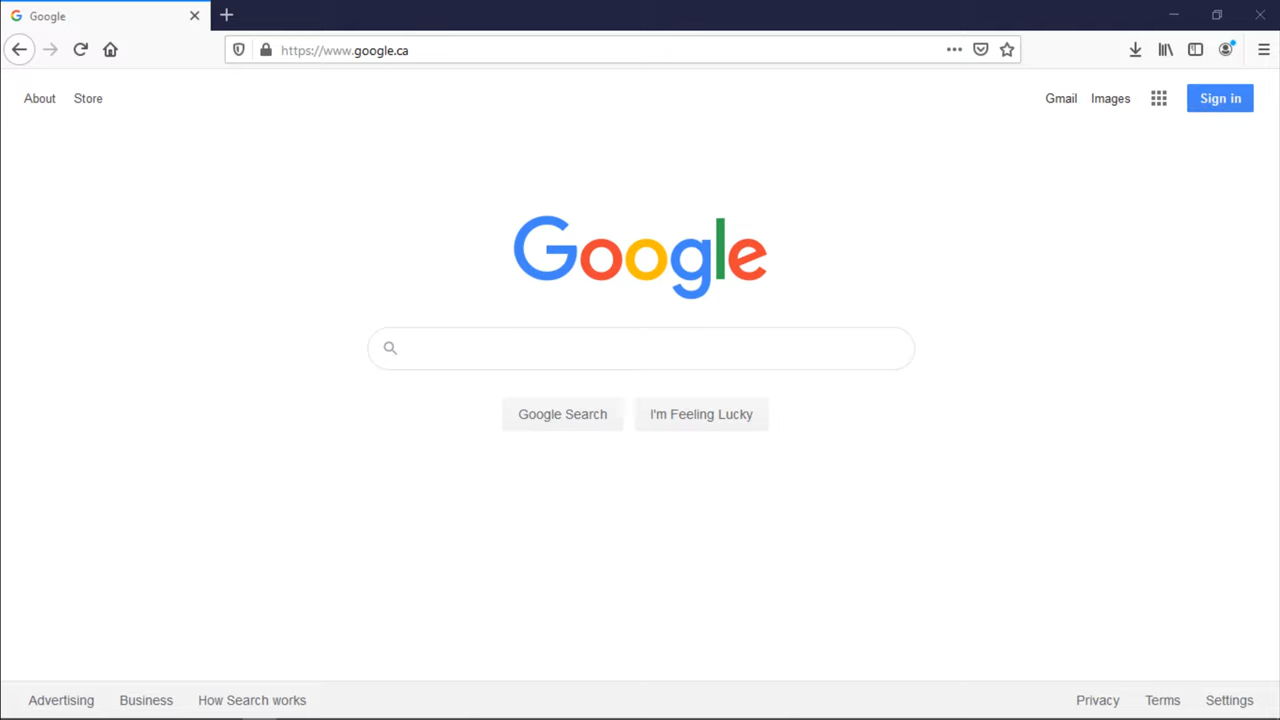 Google
https://www.google.ca
About Store
Gmail Images Sign in
Google
Google Search I'm Feeling Lucky
Advertising Business How Search works
Privacy Terms Settings